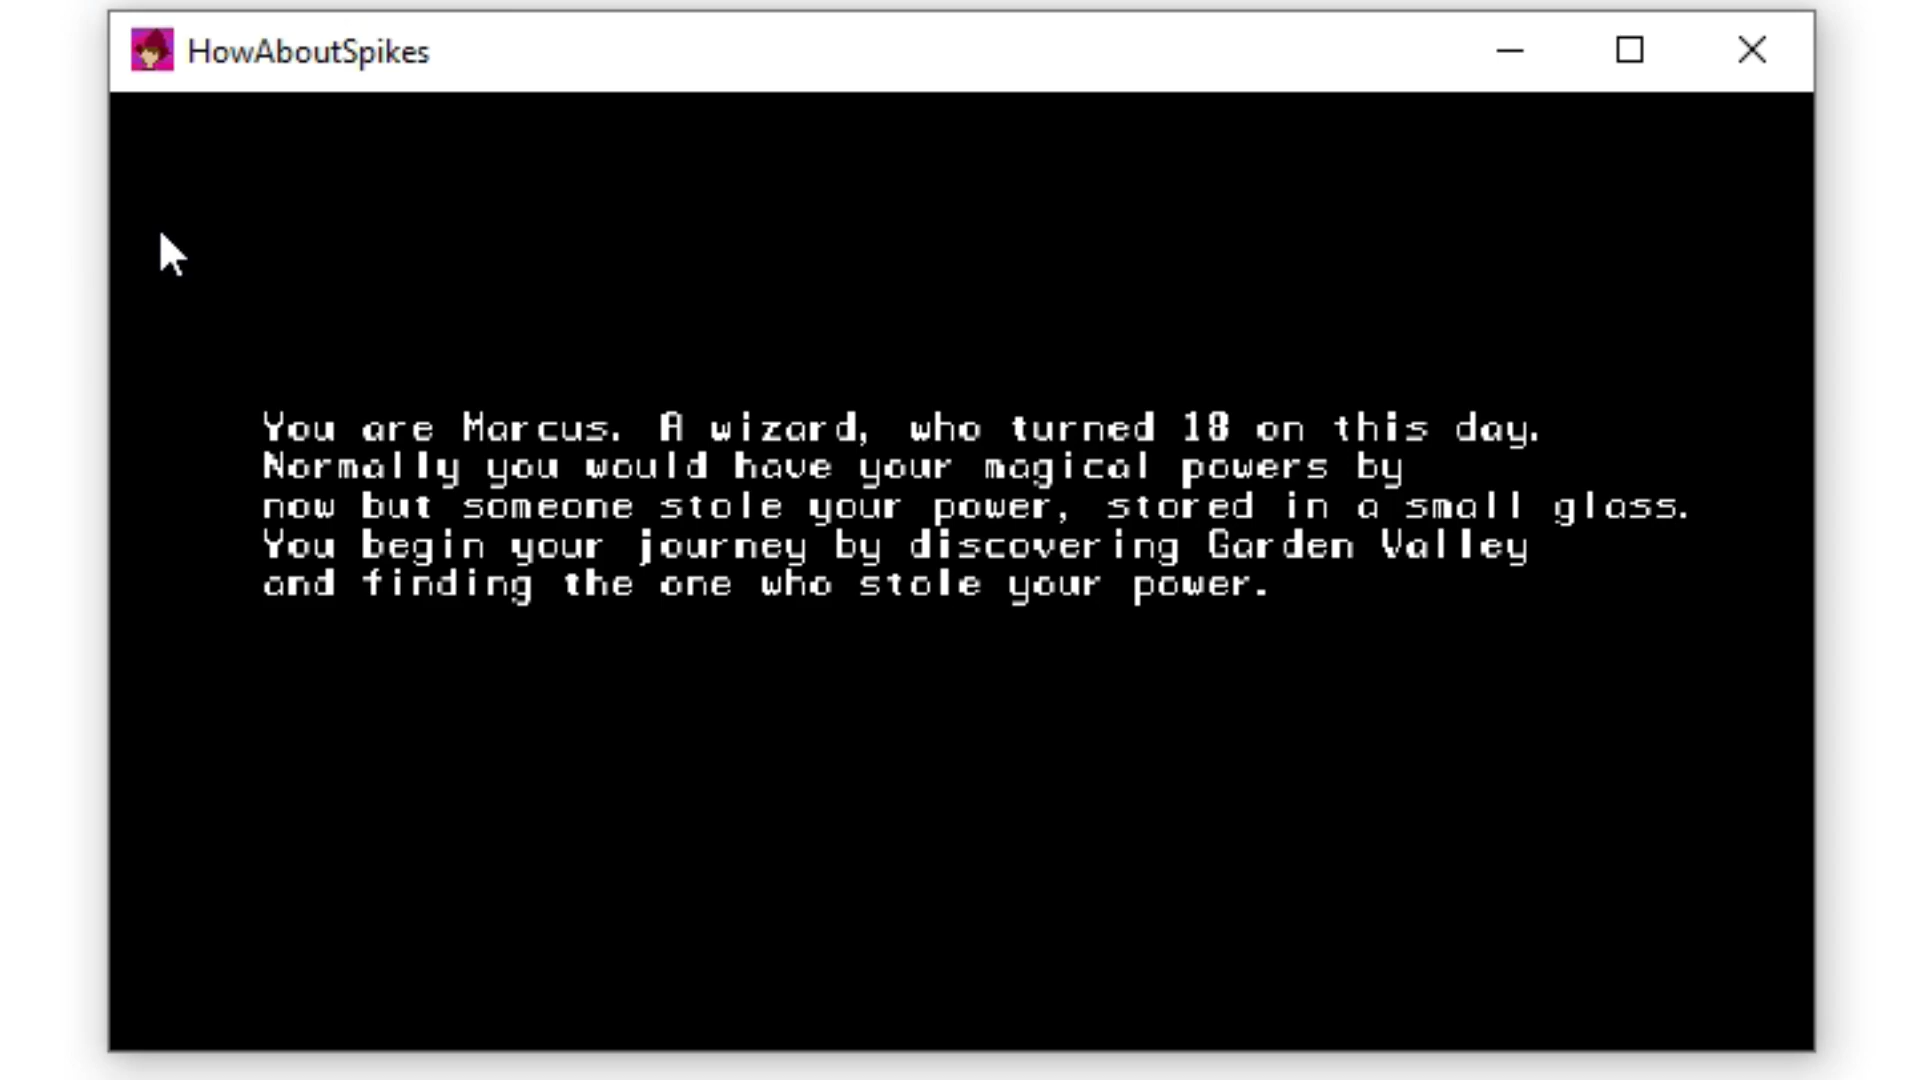 HowAboutSpikes
You are Marcus. A wizard, who turned 18 on this day.
Normally you would have your magical powers by
now but someone stole your power, stored in a small glass.
You begin your journey by discovering Garden Valley
and finding the one who stole your power.